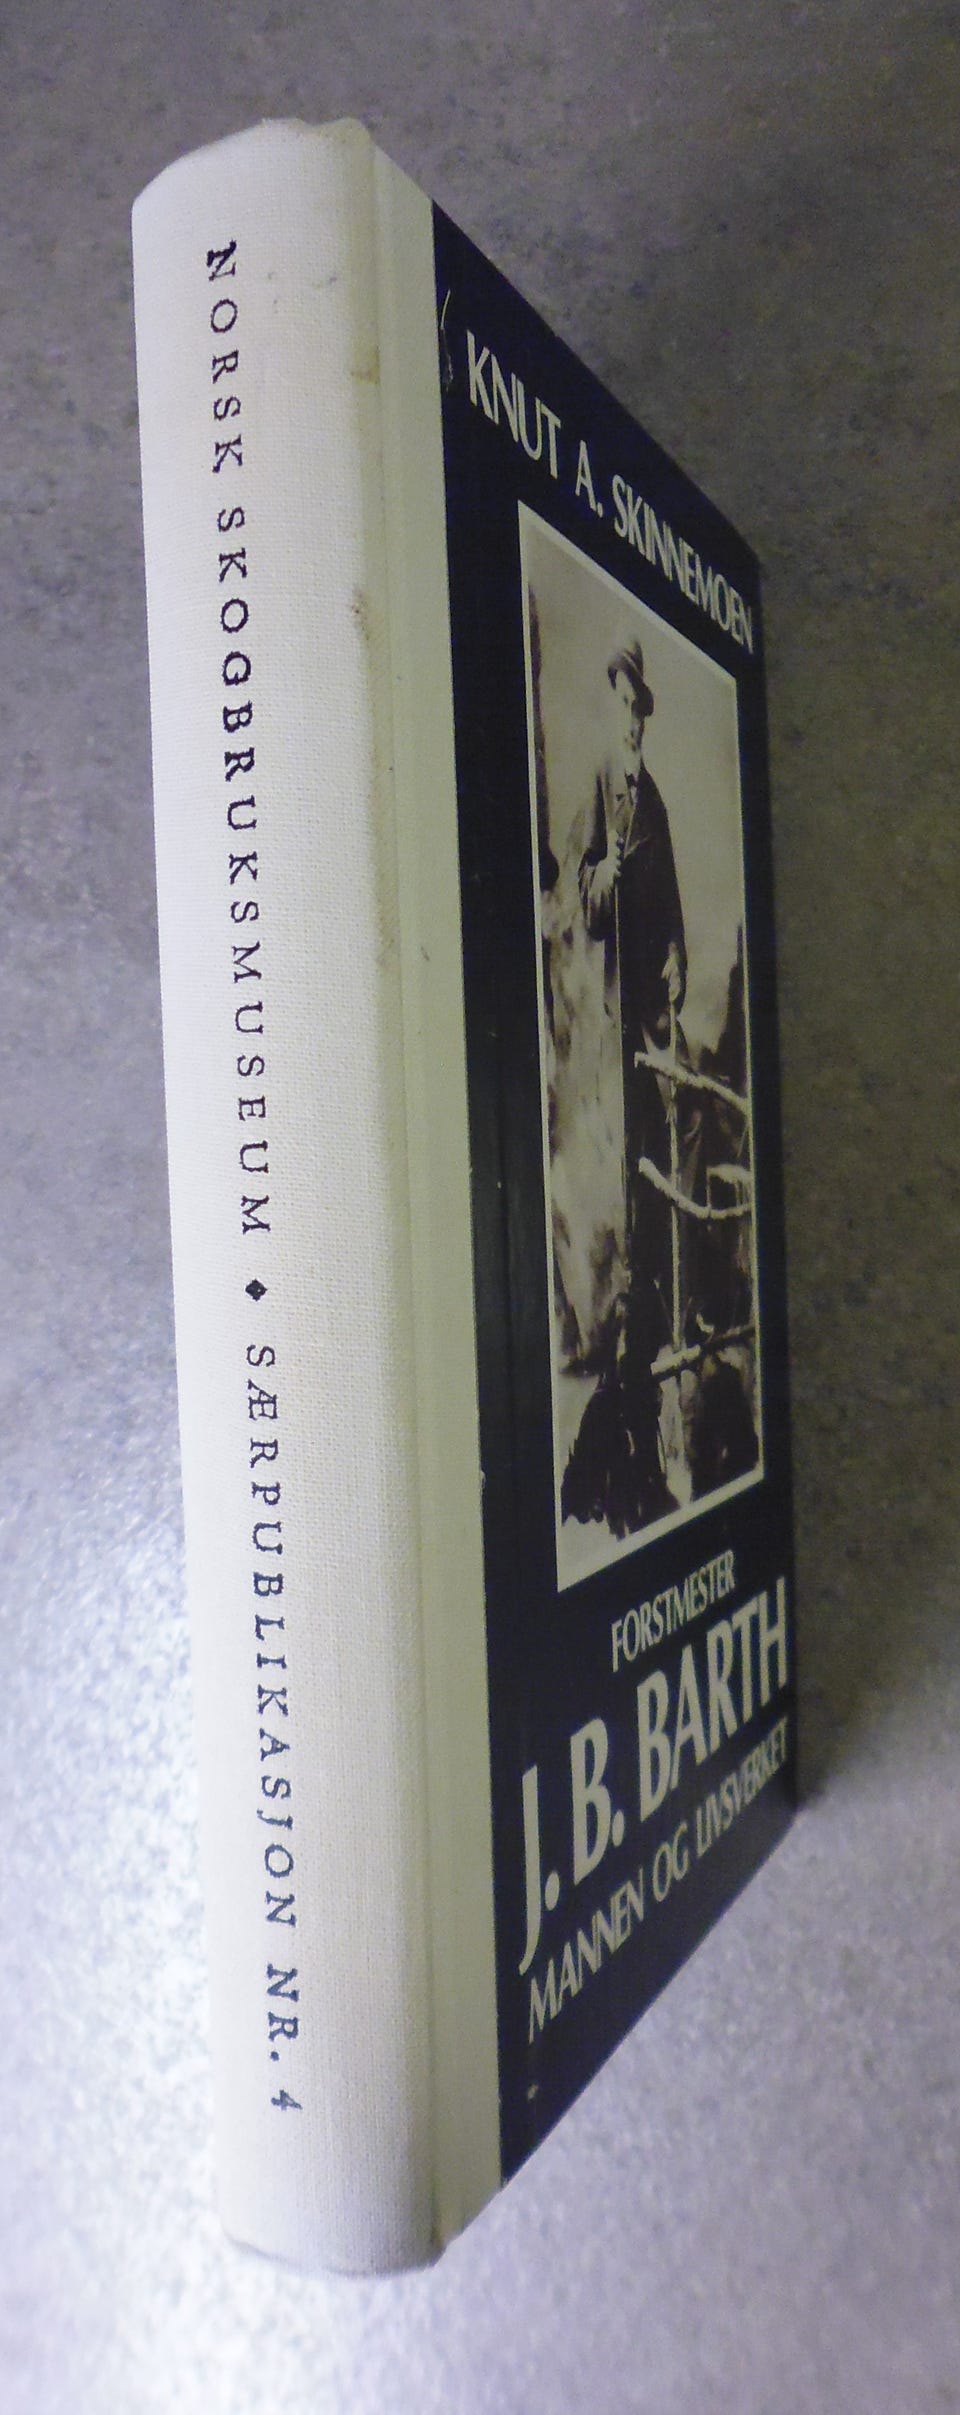 NORSK SKOGBRUKSMUSEUM ◆ SÆRPUBLIKASJON NR. 4
KNUT A. SKINNEMOEN
FORSTMESTER
J. B. BARTH
MANNEN OG LIVSVERKET